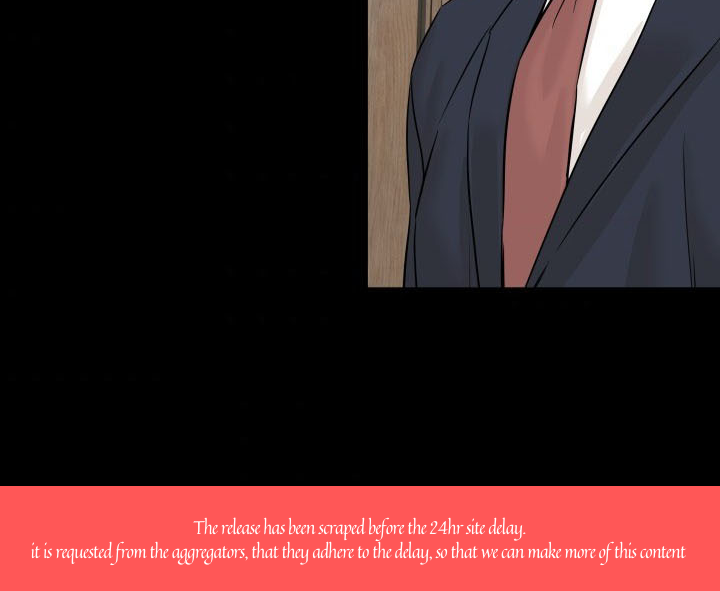 The release has been scraped before the 24hr site delay.
it is requested from the aggregators, that they adhere to the delay, so that we can make more of this content